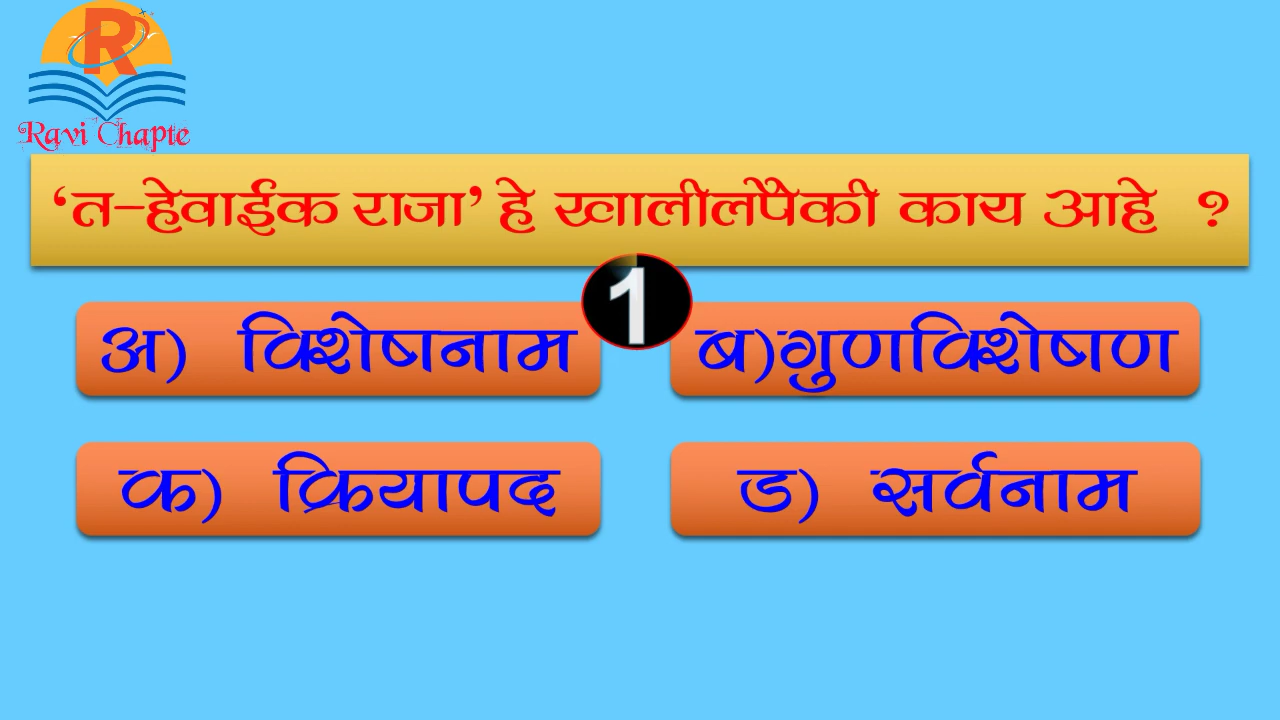 Ravi Chapte
‘त-हेवाईक राजा’ हे खालीलपैकी काय आहे ?
1
अ) विशेषनाम
ब)गुणविशेषण
क) क्रियापद
ड) सर्वनाम